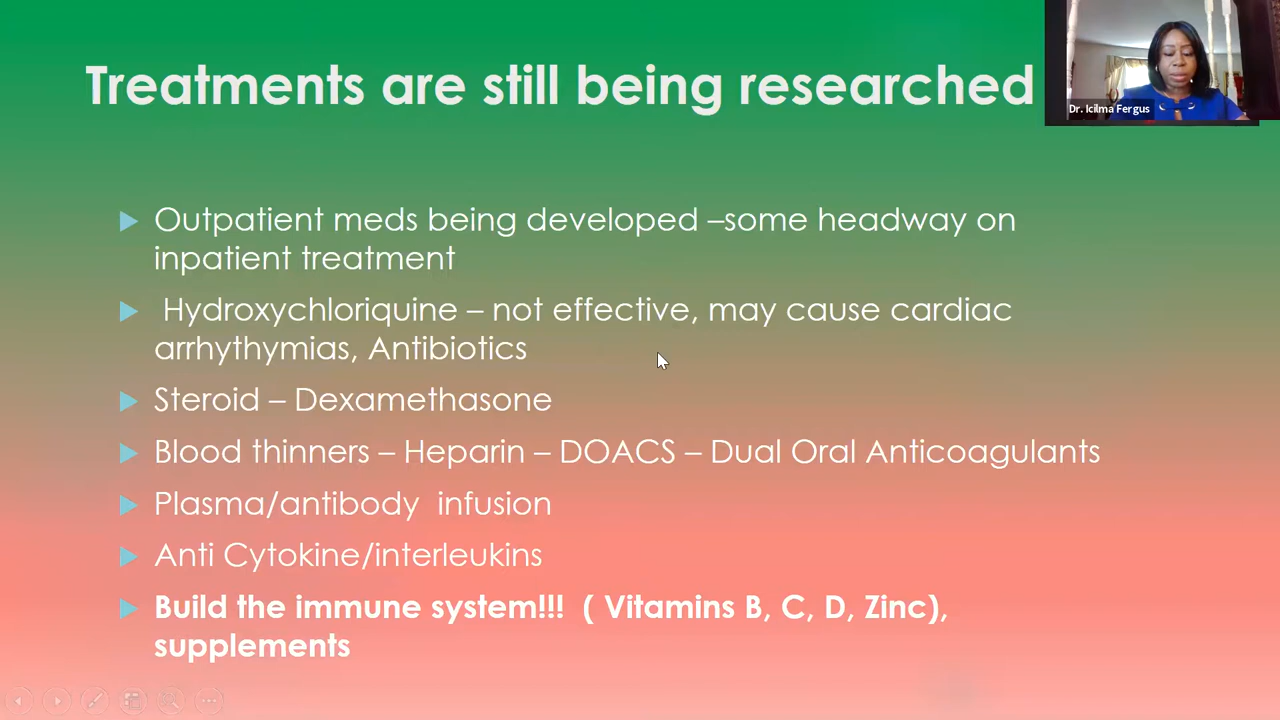 Treatments are still being researched
Dr. Icilma Fergus
Outpatient meds being developed –some headway on
inpatient treatment
Hydroxychloriquine – not effective, may cause cardiac
arrhythymias, Antibiotics
Steroid – Dexamethasone
Blood thinners – Heparin – DOACS – Dual Oral Anticoagulants
Plasma/antibody infusion
Anti Cytokine/interleukins
Build the immune system!!! ( Vitamins B, C, D, Zinc),
supplements